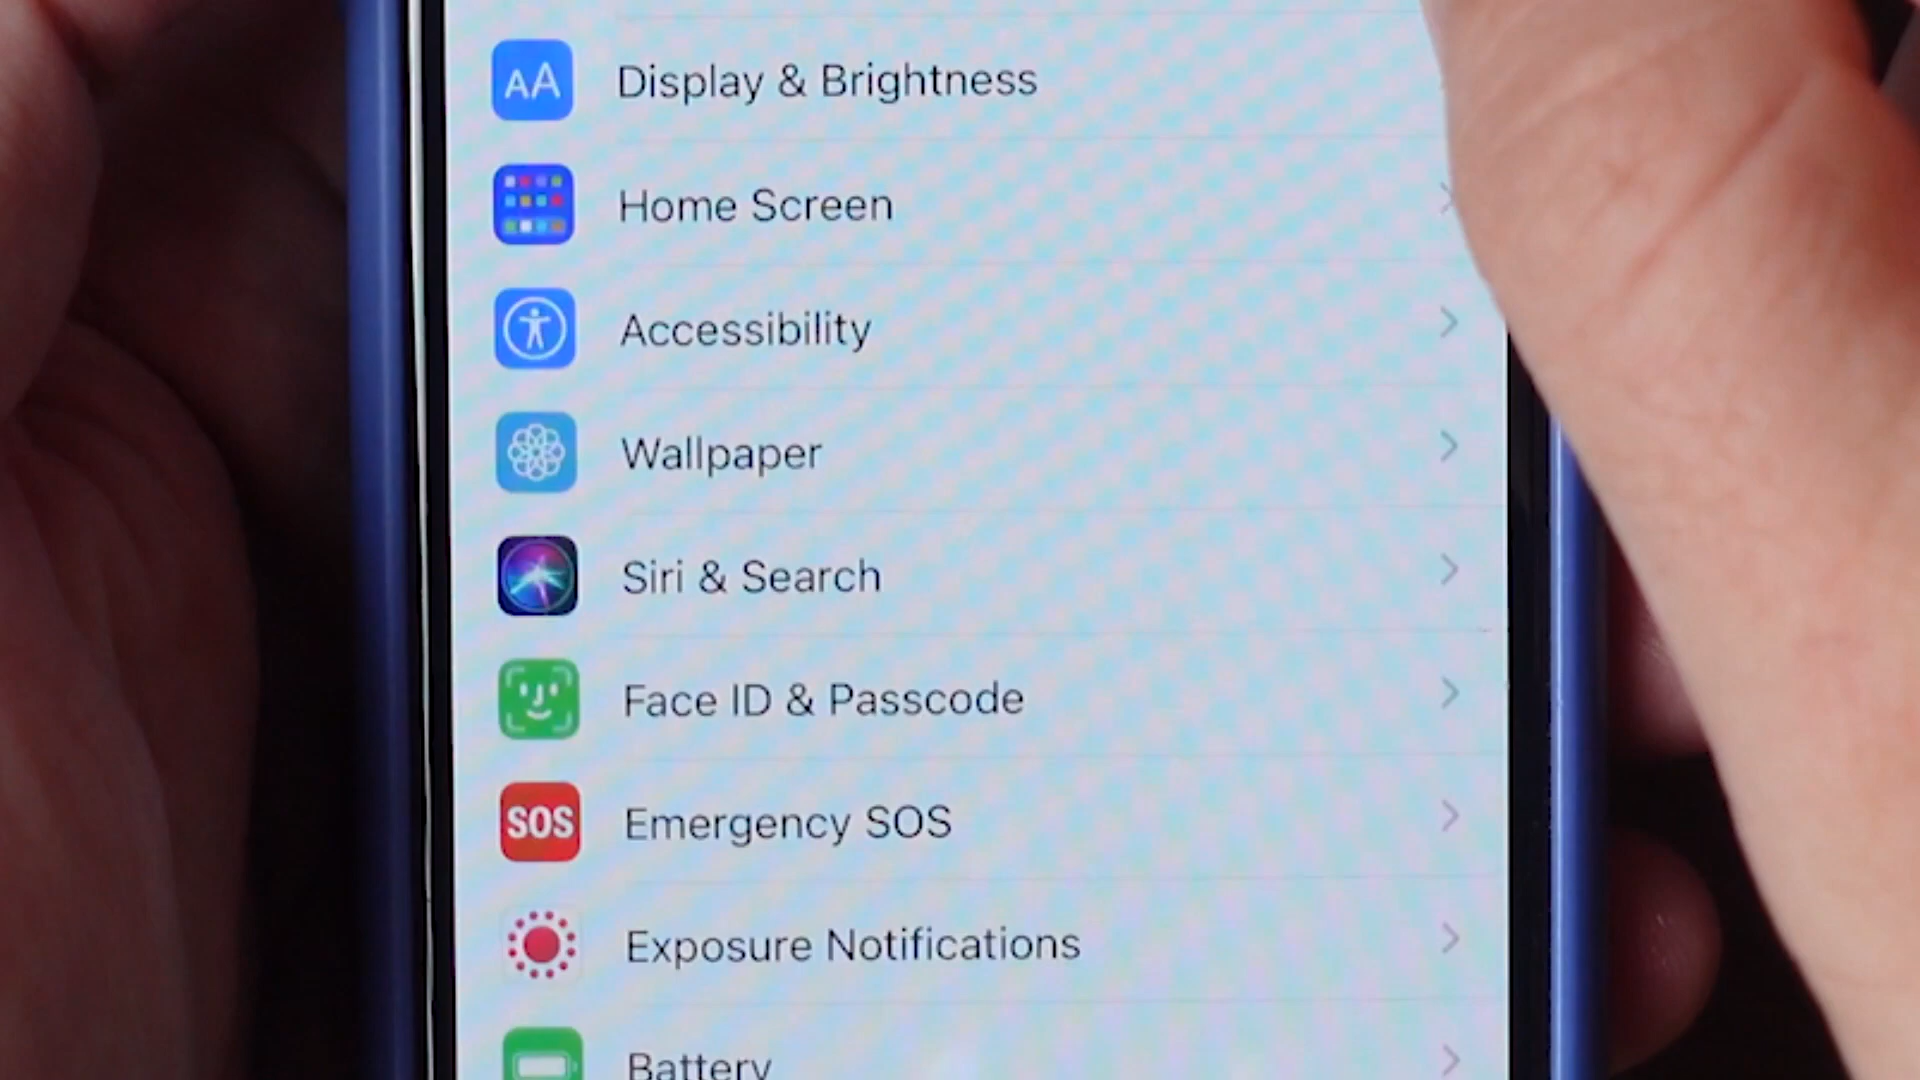 AA Display & Brightness
Home Screen
Accessibility
Wallpaper
Siri & Search
Face ID & Passcode
SOS Emergency SOS
Exposure Notifications
Battery